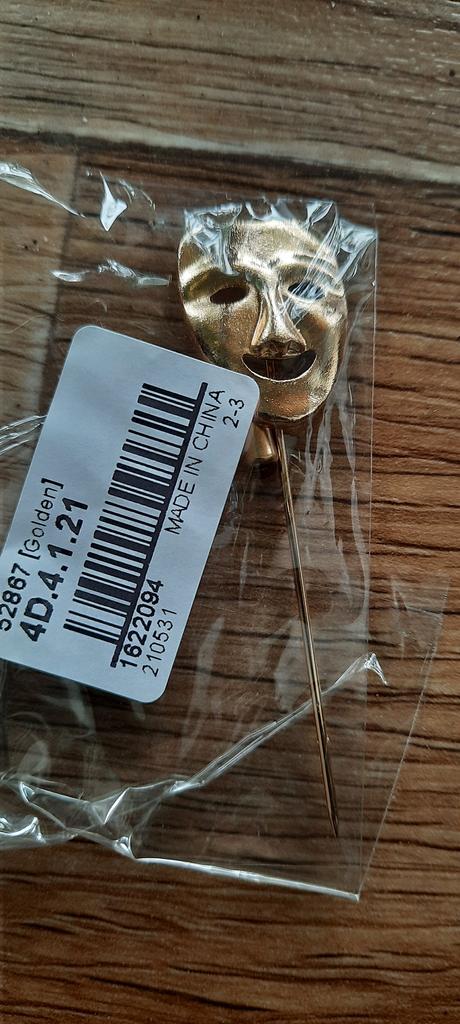 52867 [Golden]
4D.4.1.21
1622094
210531
MADE IN CHINA
2-3